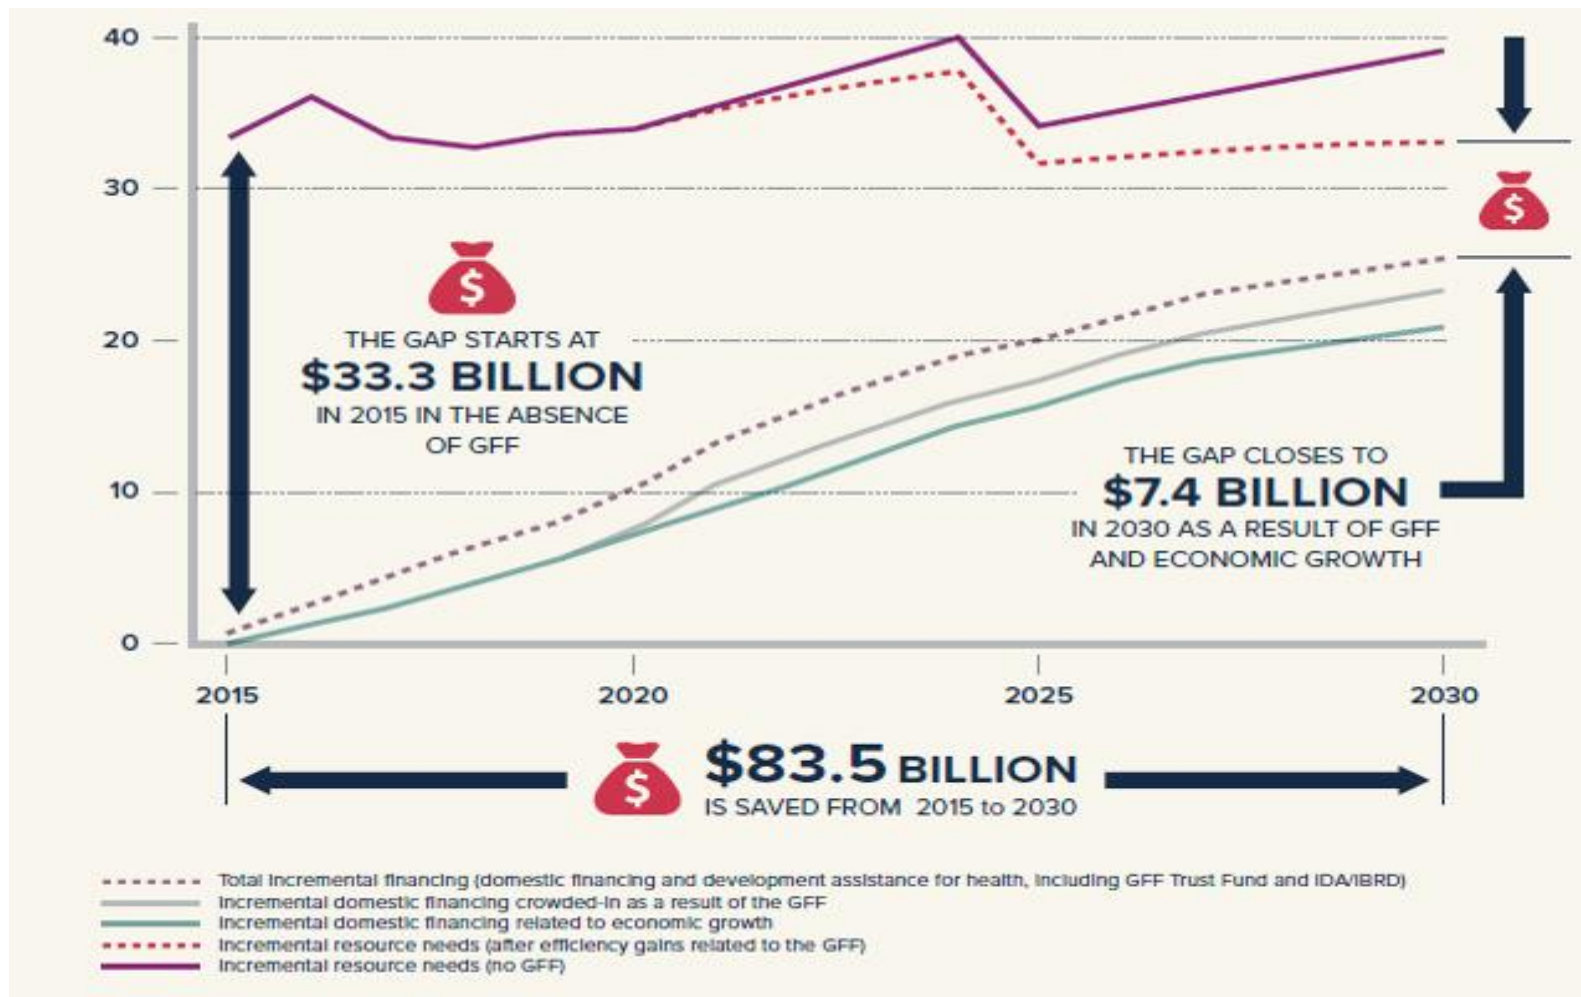 40
30
20
10
0
$
THE GAP STARTS AT
$33.3 BILLION
IN 2015 IN THE ABSENCE
OF GFF
$
THE GAP CLOSES TO
$7.4 BILLION
IN 2030 AS A RESULT OF GFF
AND ECONOMIC GROWTH
2015 2020 2025 2030
$
$83.5 BILLION
IS SAVED FROM 2015 to 2030
Total incremental financing (domestic financing and development assistance for health, including GFF Trust Fund and IDA/IBRD)
Incremental domestic financing crowded-in as a result of the GFF
Incremental domestic financing related to economic growth
Incremental resource needs (after efficiency gains related to the GFF)
Incremental resource needs (no GFF)